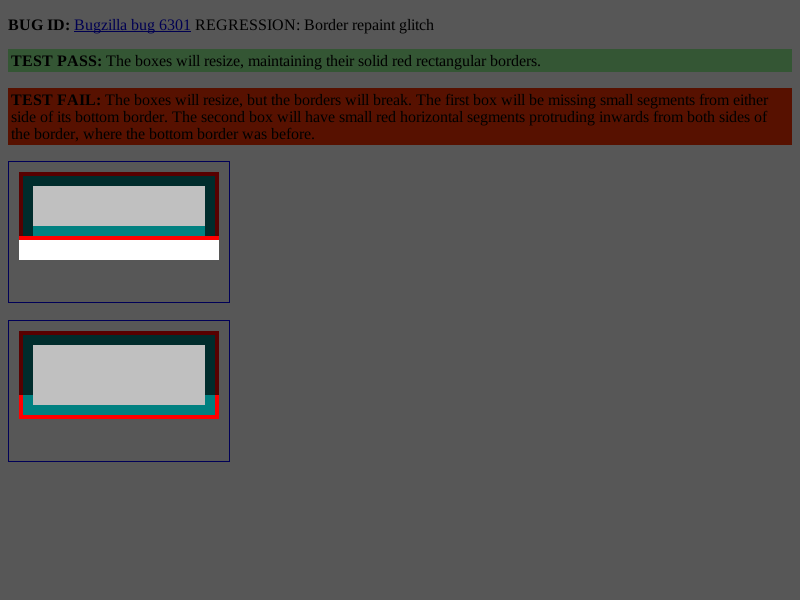 BUG ID: Bugzilla bug 6301 REGRESSION: Border repaint glitch
TEST PASS: The boxes will resize, maintaining their solid red rectangular borders.
TEST FAIL: The boxes will resize, but the borders will break. The first box will be missing small segments from either
side of its bottom border. The second box will have small red horizontal segments protruding inwards from both sides of
the border, where the bottom border was before.